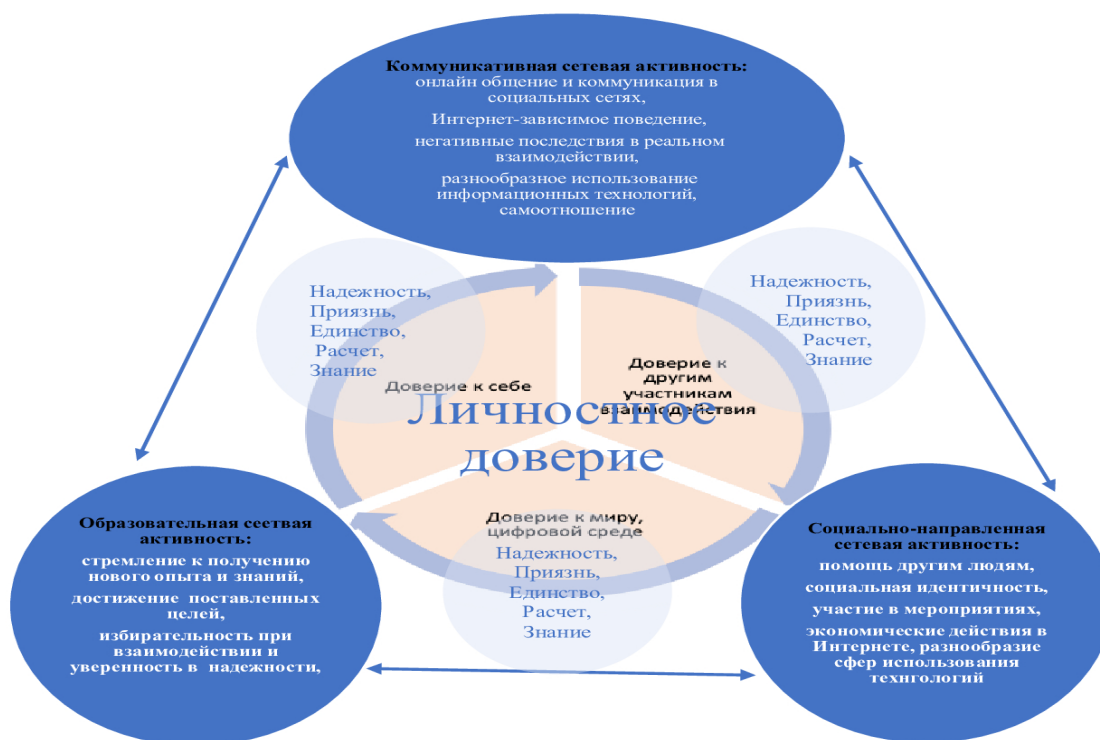 Коммуникативная сетевая активность:
онлайн общение и коммуникация в
социальных сетях,
Интернет-зависимое поведение,
негативные последствия в реальном
взаимодействии,
разнообразное использование
информационных технологий,
самоотношение
Надежность,
Приязнь,
Единство,
Расчет,
Знание
Надежность,
Приязнь,
Единство,
Расчет,
Знание
Доверие к себе
Доверие к
другим
участникам
взаимодействия
Личностное
доверие
Доверие к миру,
цифровой среде
Надежность,
Приязнь,
Единство,
Расчет,
Знание
Образовательная сеетвая
активность:
стремление к получению
нового опыта и знаний,
достижение поставленных
целей,
избирательность при
взаимодействии и
уверенность в надежности,
Социально-направленная
сетевая активность:
помощь другим людям,
социальная идентичность,
участие в мероприятиях,
экономические действия в
Интернете, разнообразие
сфер использования
технгологий